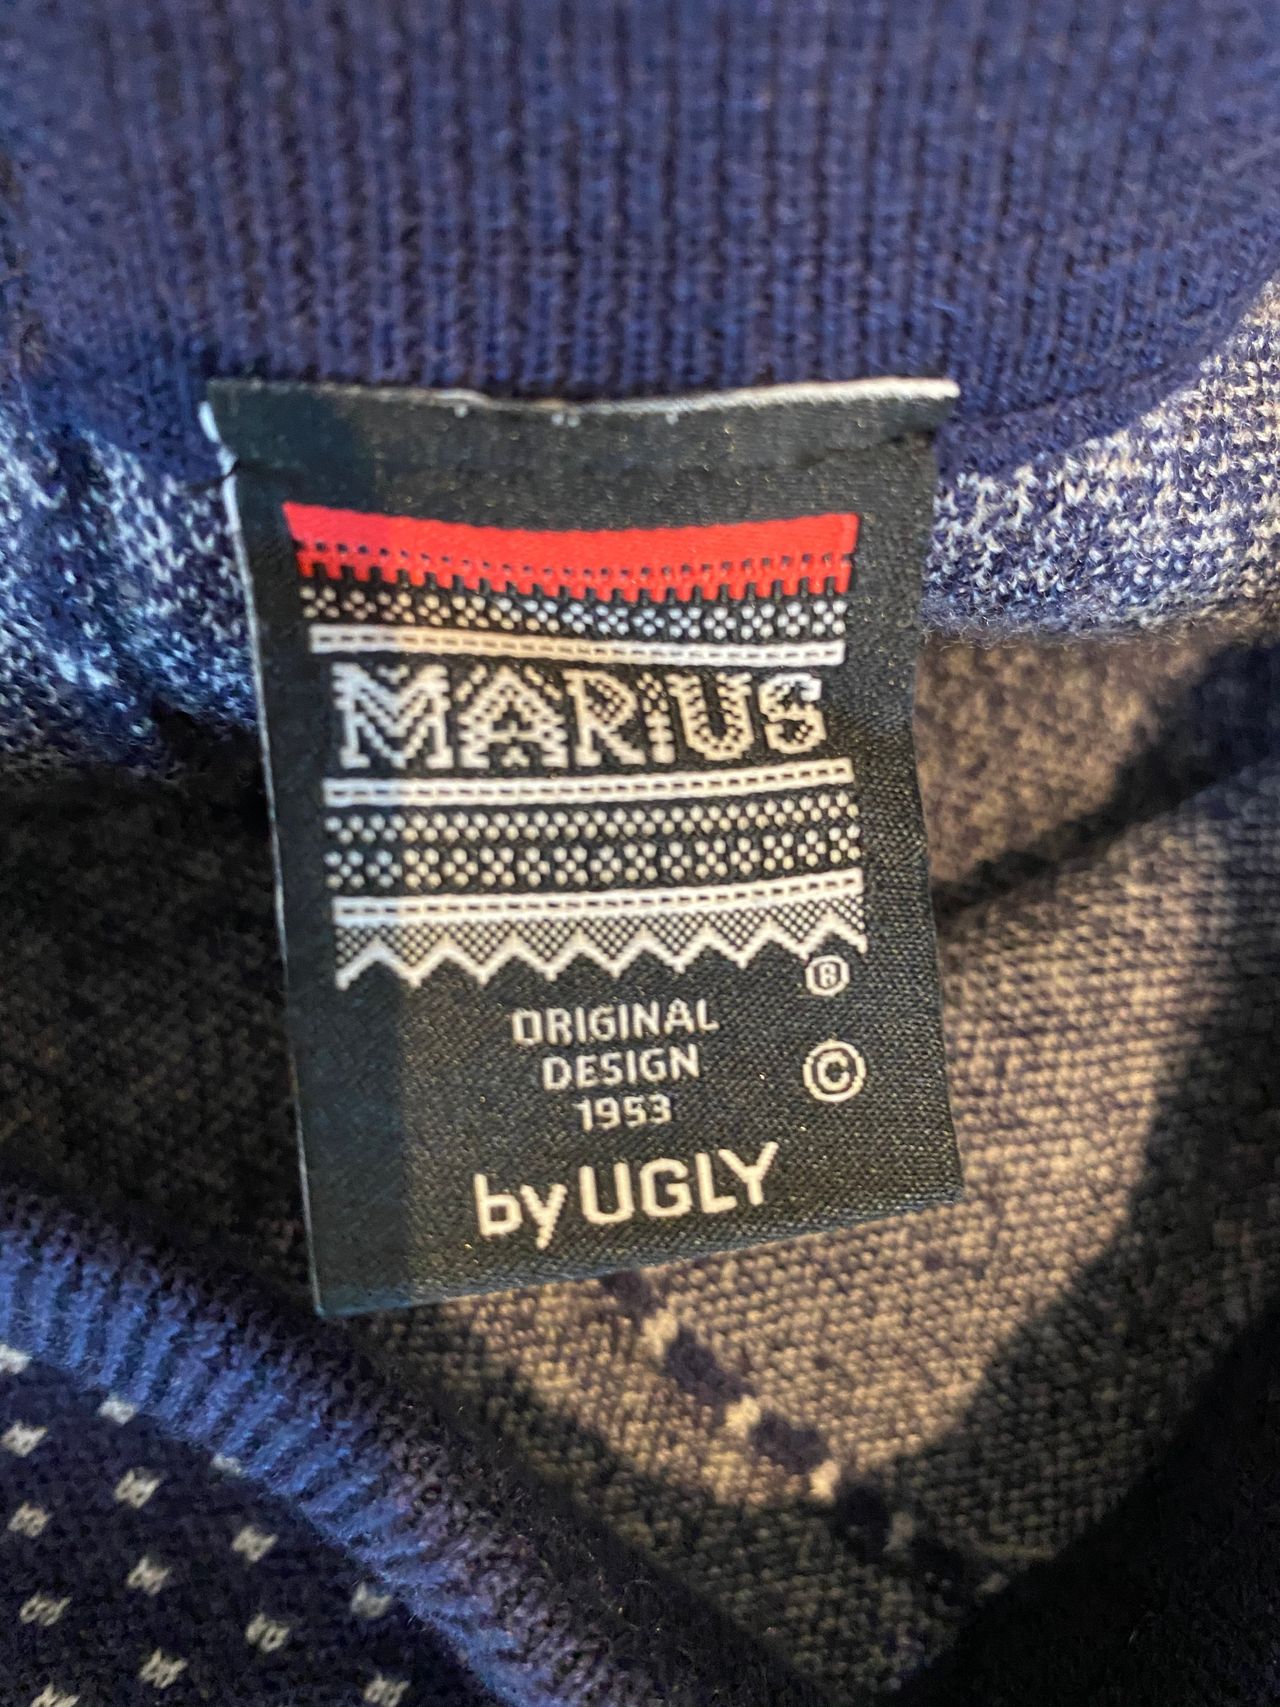 MARIUS
®
ORIGINAL
DESIGN
1953
©
by UGLY